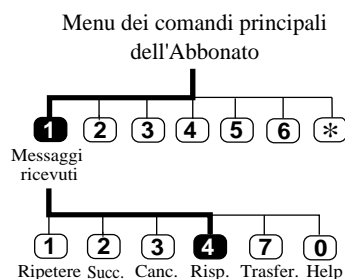 Menu dei comandi principali
dell'Abbonato
1 2 3 4 5 6 *
Messaggi
ricevuti
1 2 3 4 7 0
Ripetere Succ. Canc. Risp. Trasfer. Help